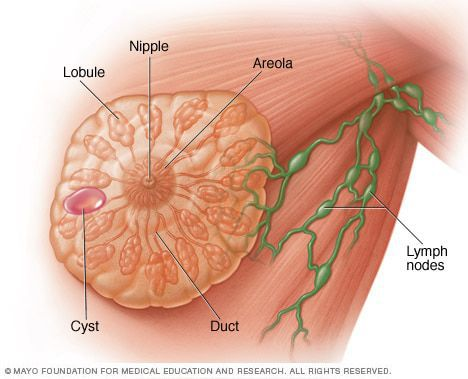 Nipple
Lobule
Areola
Lymph
nodes
Cyst
Duct
© MAYO FOUNDATION FOR MEDICAL EDUCATION AND RESEARCH. ALL RIGHTS RESERVED.